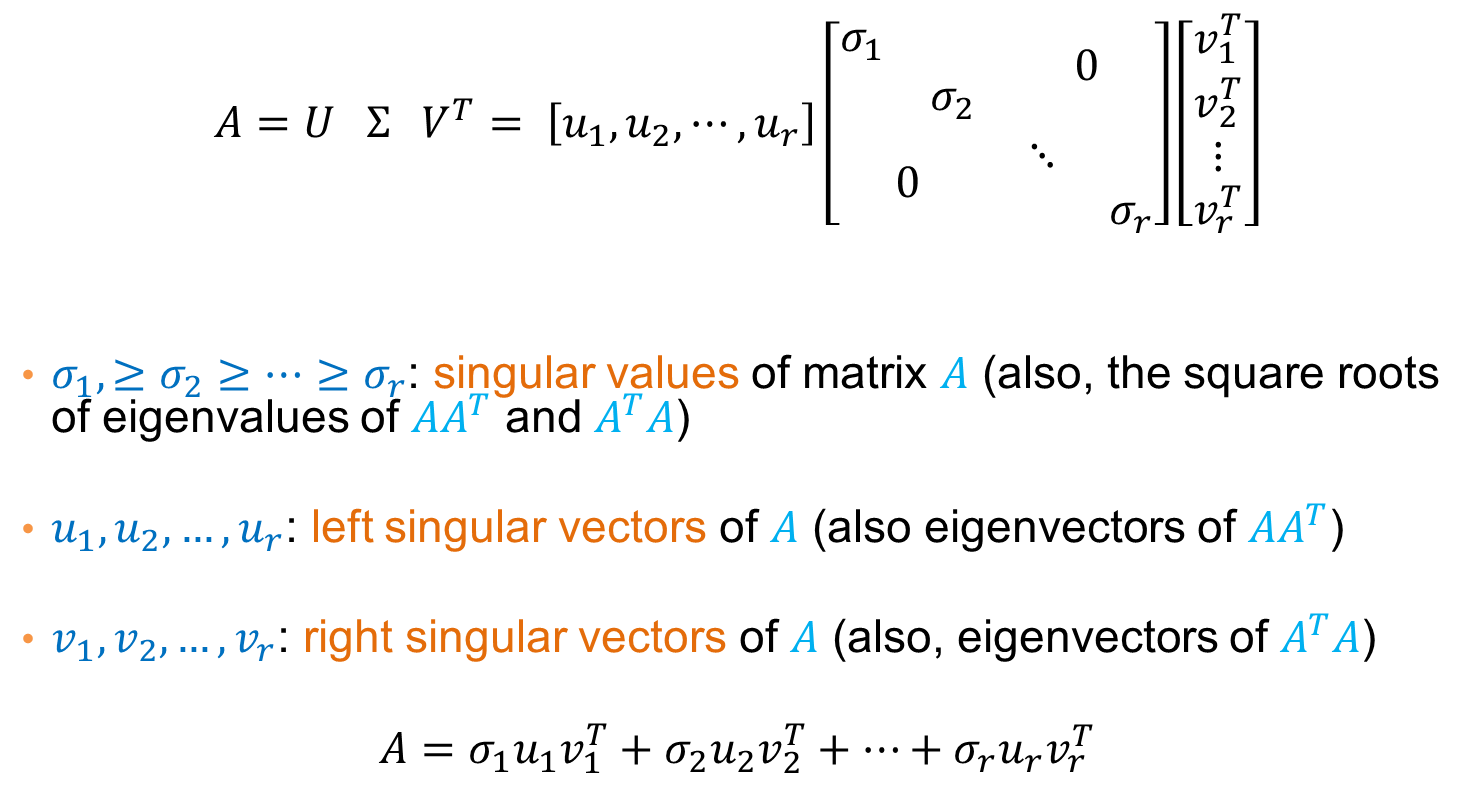 A = U Σ V^T = [u_1, u_2, ⋯, u_r] [σ_1 0 σ_2 ⋱ 0 σ_r] [v_1^T v_2^T ⋮ v_r^T]
• σ_1, ≥ σ_2 ≥ ⋯ ≥ σ_r: singular values of matrix A (also, the square roots
of eigenvalues of AA^T and A^T A)
• u_1, u_2, …, u_r: left singular vectors of A (also eigenvectors of AA^T)
• v_1, v_2, …, v_r: right singular vectors of A (also, eigenvectors of A^T A)
A = σ_1 u_1 v_1^T + σ_2 u_2 v_2^T + ⋯ + σ_r u_r v_r^T